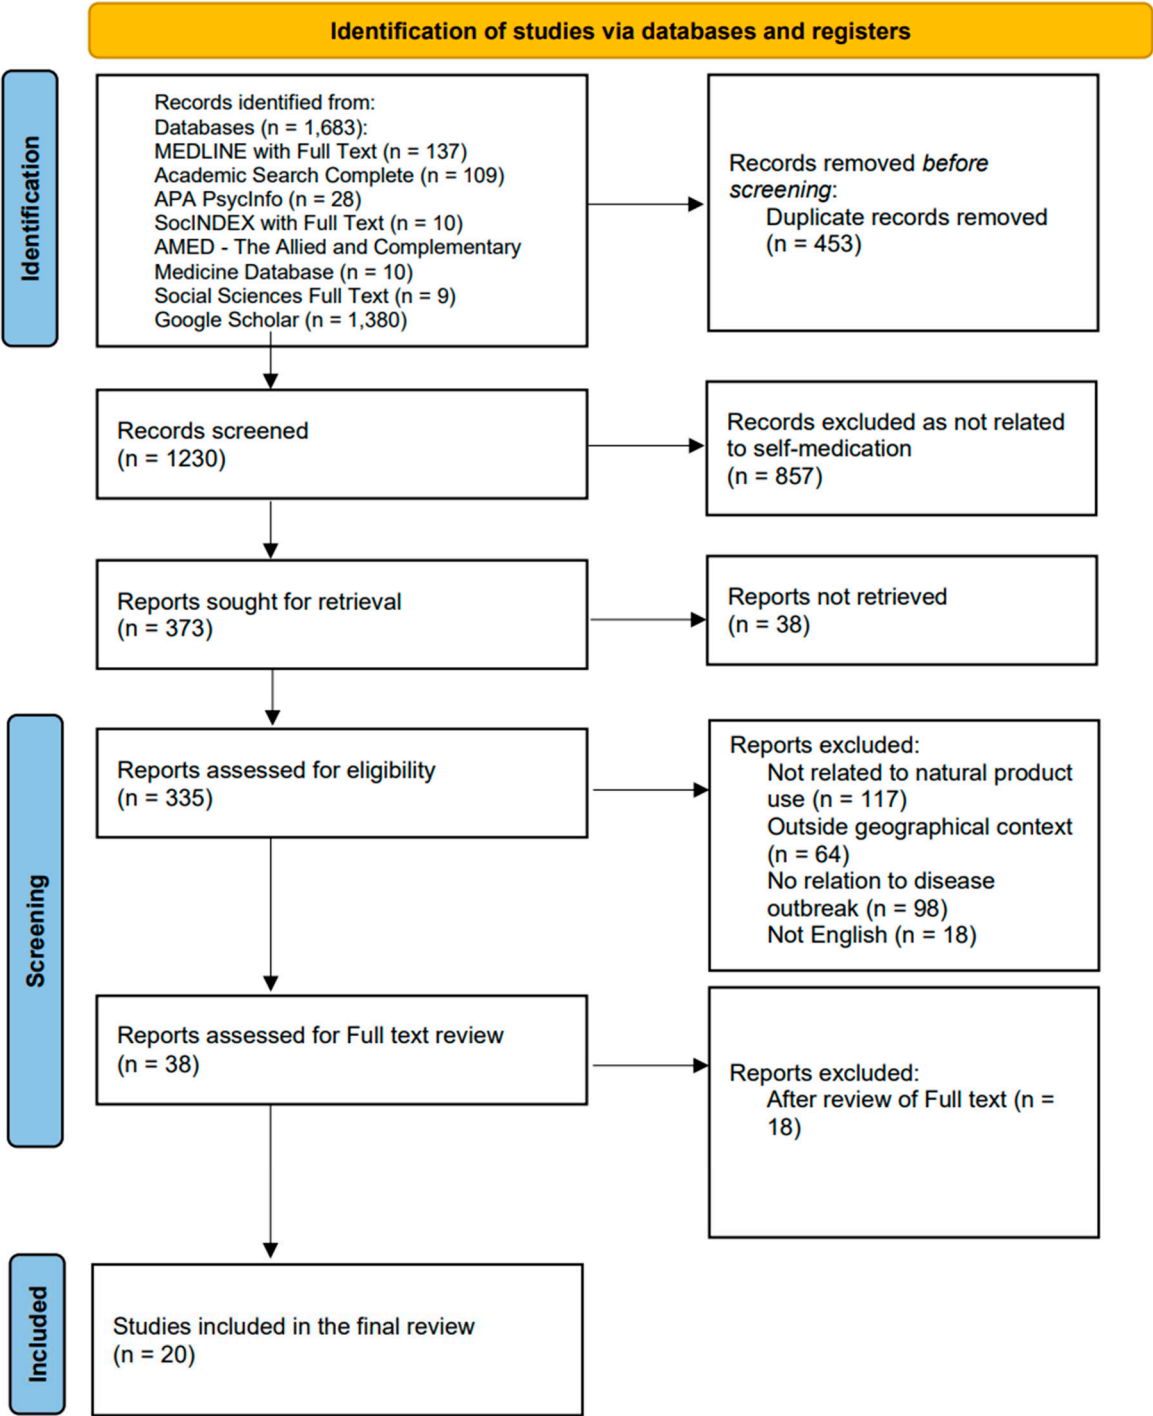 Identification of studies via databases and registers
Identification
Records identified from:
Databases (n = 1,683):
MEDLINE with Full Text (n = 137)
Academic Search Complete (n = 109)
APA PsycInfo (n = 28)
SocINDEX with Full Text (n = 10)
AMED - The Allied and Complementary
Medicine Database (n = 10)
Social Sciences Full Text (n = 9)
Google Scholar (n = 1,380)
Records removed before
screening:
Duplicate records removed
(n = 453)
Records screened
(n = 1230)
Records excluded as not related
to self-medication
(n = 857)
Reports sought for retrieval
(n = 373)
Reports not retrieved
(n = 38)
Screening
Reports assessed for eligibility
(n = 335)
Reports excluded:
Not related to natural product
use (n = 117)
Outside geographical context
(n = 64)
No relation to disease
outbreak (n = 98)
Not English (n = 18)
Reports assessed for Full text review
(n = 38)
Reports excluded:
After review of Full text (n =
18)
Included
Studies included in the final review
(n = 20)